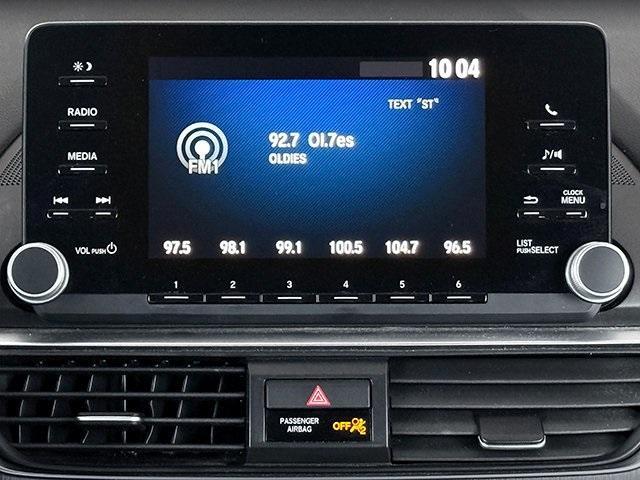 10 04
RADIO
TEXT "ST"
MEDIA
92.7 Ol.7es
OLDIES
FM1
CLOCK
MENU
VOL PUSH
97.5 98.1 99.1 100.5 104.7 96.5
LIST
PUSH SELECT
1 2 3 4 5 6
PASSENGER
AIRBAG
OFF 2